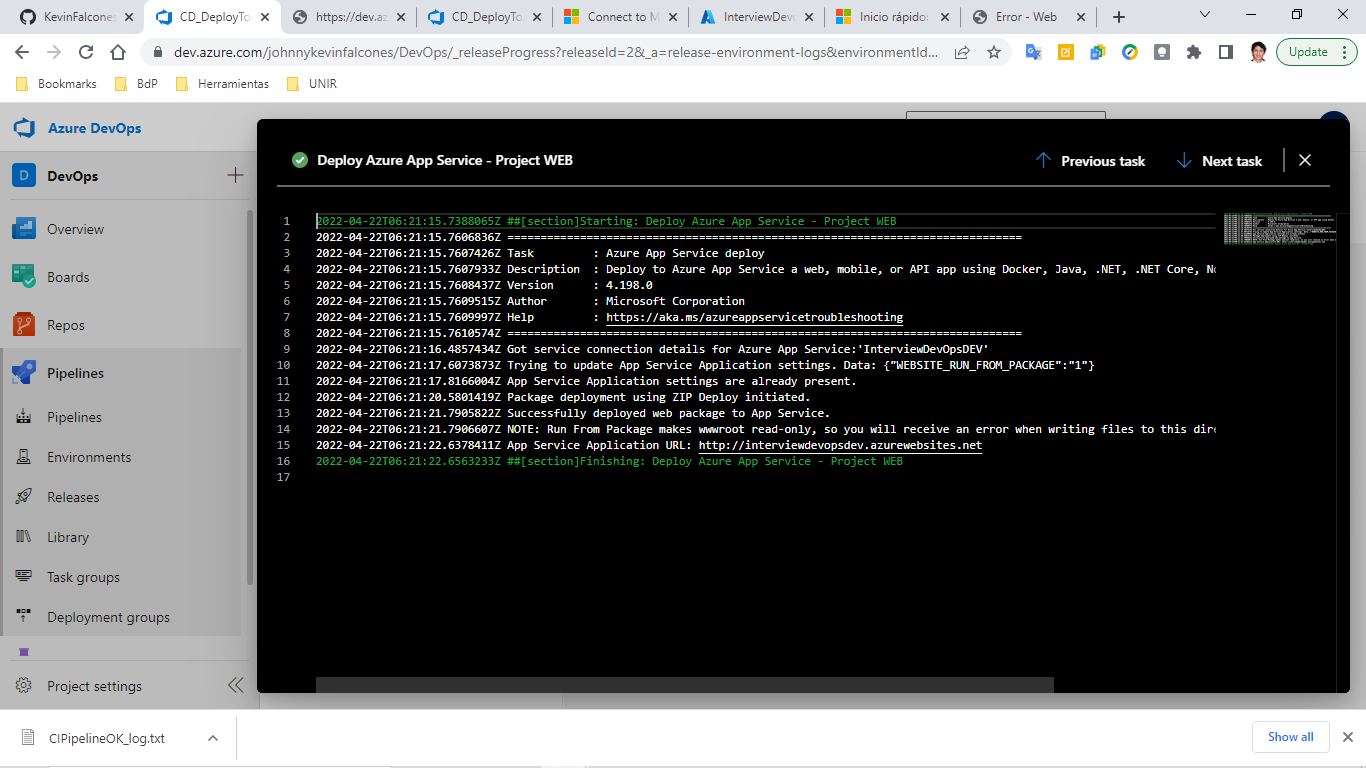 KevinFalcones
CD_DeployTo
https://dev.az
CD_DeployTo
Connect to M
InterviewDev
Inicio rápido:
Error - Web
dev.azure.com/johnnykevinfalcones/DevOps/_releaseProgress?releaseId=2&_a=release-environment-logs&environmentId...
Update
Bookmarks
BdP
Herramientas
UNIR
Azure DevOps
D
DevOps
Overview
Boards
Repos
Pipelines
Pipelines
Environments
Releases
Library
Task groups
Deployment groups
Project settings
Deploy Azure App Service - Project WEB
Previous task
Next task
1 2022-04-22T06:21:15.7388065Z ##[section]Starting: Deploy Azure App Service - Project WEB
2 2022-04-22T06:21:15.7606836Z ==============================================================================
3 2022-04-22T06:21:15.7607426Z Task         : Azure App Service deploy
4 2022-04-22T06:21:15.7607933Z Description  : Deploy to Azure App Service a web, mobile, or API app using Docker, Java, .NET, .NET Core, No
5 2022-04-22T06:21:15.7608437Z Version      : 4.198.0
6 2022-04-22T06:21:15.7609515Z Author       : Microsoft Corporation
7 2022-04-22T06:21:15.7609997Z Help         : https://aka.ms/azureappservicetroubleshooting
8 2022-04-22T06:21:15.7610574Z ==============================================================================
9 2022-04-22T06:21:16.4857434Z Got service connection details for Azure App Service:'InterviewDevOpsDEV'
10 2022-04-22T06:21:17.6073873Z Trying to update App Service Application settings. Data: {"WEBSITE_RUN_FROM_PACKAGE":"1"}
11 2022-04-22T06:21:17.8166004Z App Service Application settings are already present.
12 2022-04-22T06:21:20.5801419Z Package deployment using ZIP Deploy initiated.
13 2022-04-22T06:21:21.7905822Z Successfully deployed web package to App Service.
14 2022-04-22T06:21:21.7906607Z NOTE: Run From Package makes wwwroot read-only, so you will receive an error when writing files to this dire
15 2022-04-22T06:21:22.6378411Z App Service Application URL: http://interviewdevopsdev.azurewebsites.net
16 2022-04-22T06:21:22.6563233Z ##[section]Finishing: Deploy Azure App Service - Project WEB
17
CIPipelineOK_log.txt
Show all